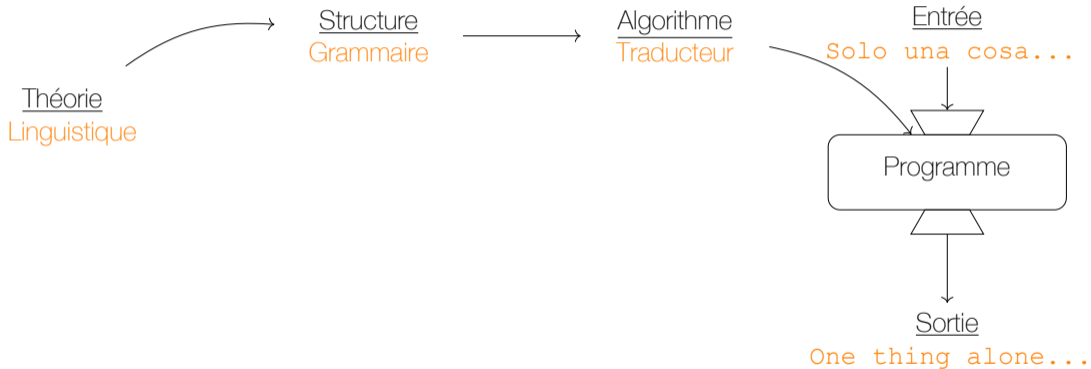 Théorie
Linguistique
Structure
Grammaire
Algorithme
Traducteur
Entrée
Solo una cosa...
Programme
Sortie
One thing alone...